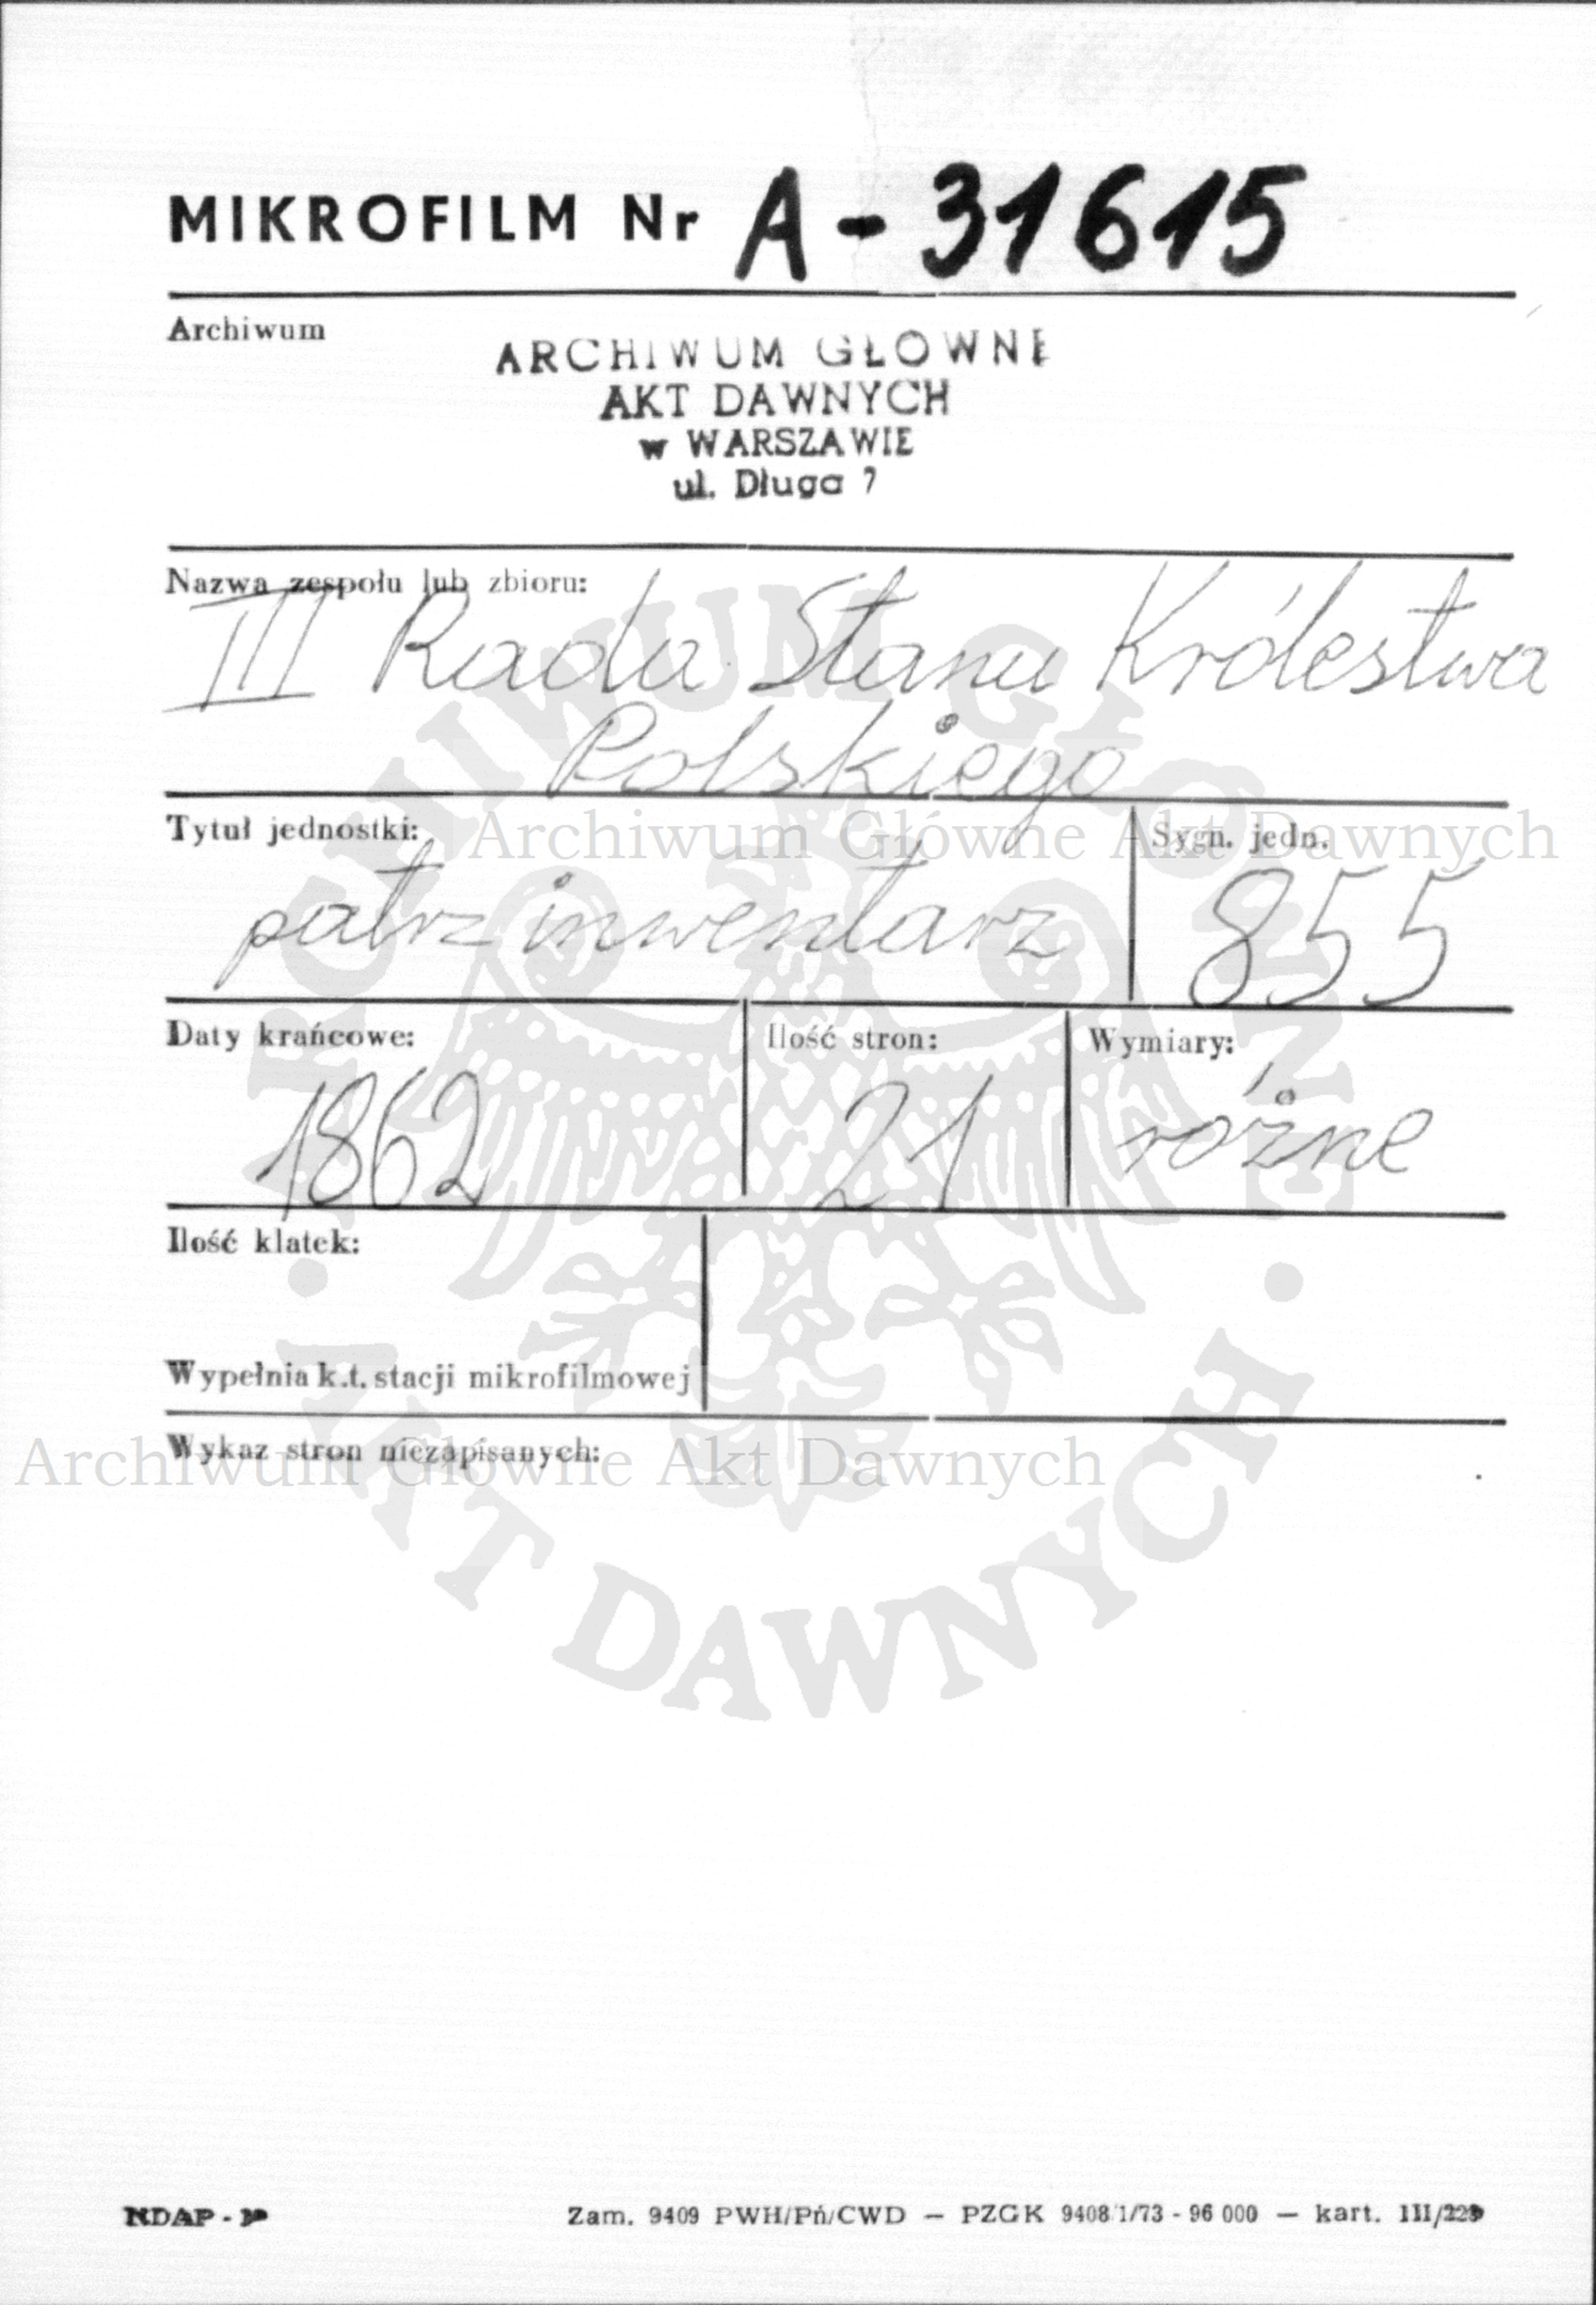 MIKROFILM Nr A-31615
Archiwum
ARCHIWUM GŁOWNE
AKT DAWNYCH
w WARSZAWIE
ul. Długa 7
Nazwa zespołu lub zbioru:
III Rada Stanu Królestwa
Polskiego
Tytuł jednostki:
patrz inwentarz
Sygn. jedn.
855
Daty krańcowe:
1862
Ilość stron:
21
Wymiary:
różne
Ilość klatek:
Wypełnia k.t. stacji mikrofilmowej
Wykaz stron niezapisanych:
Archiwum Główne Akt Dawnych
Archiwum Główne Akt Dawnych
ARCHIWUM GŁÓWNE · AKT DAWNYCH ·
NDAP -
Zam. 9409 PWH/Pń/CWD — PZGK 9408/1/73 - 96 000 — kart. III/